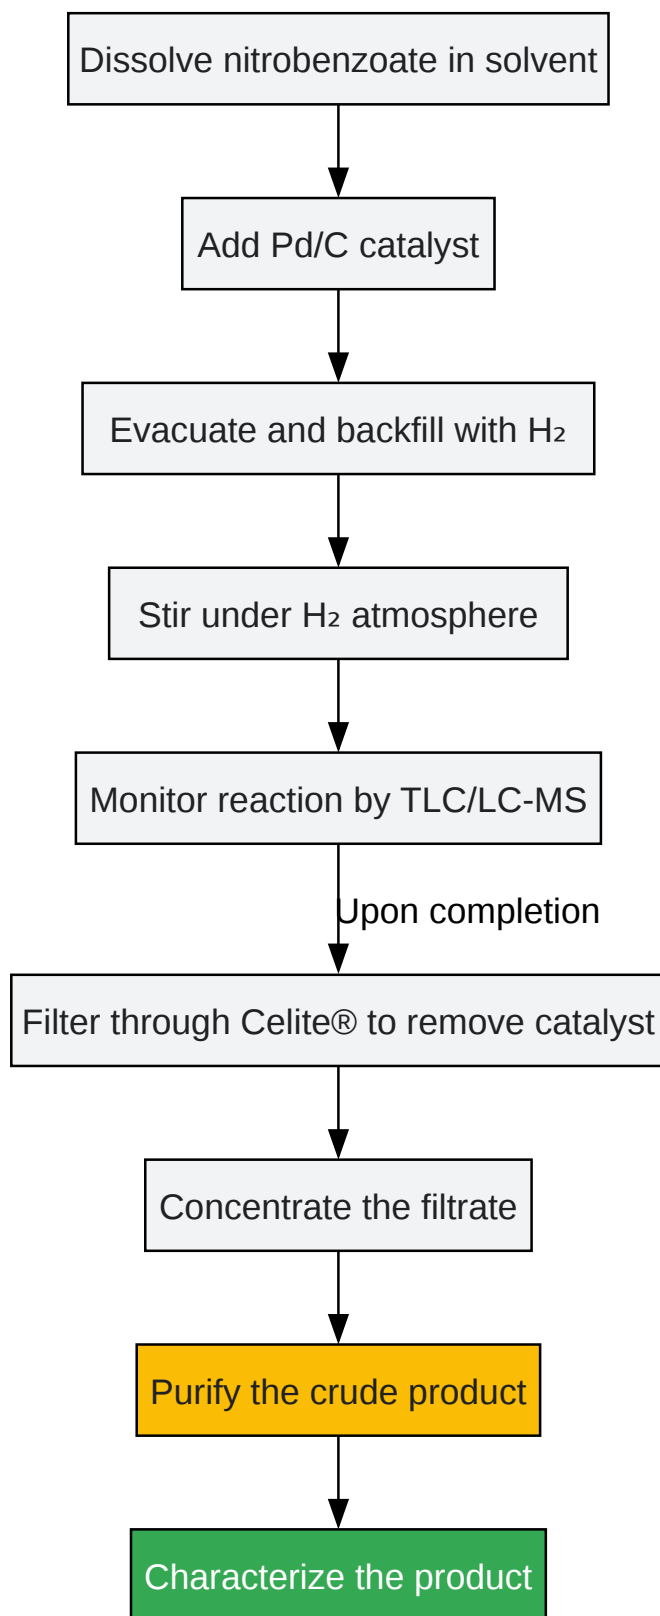 Dissolve nitrobenzoate in solvent
Add Pd/C catalyst
Evacuate and backfill with H₂
Stir under H₂ atmosphere
Monitor reaction by TLC/LC-MS
Upon completion
Filter through Celite® to remove catalyst
Concentrate the filtrate
Purify the crude product
Characterize the product